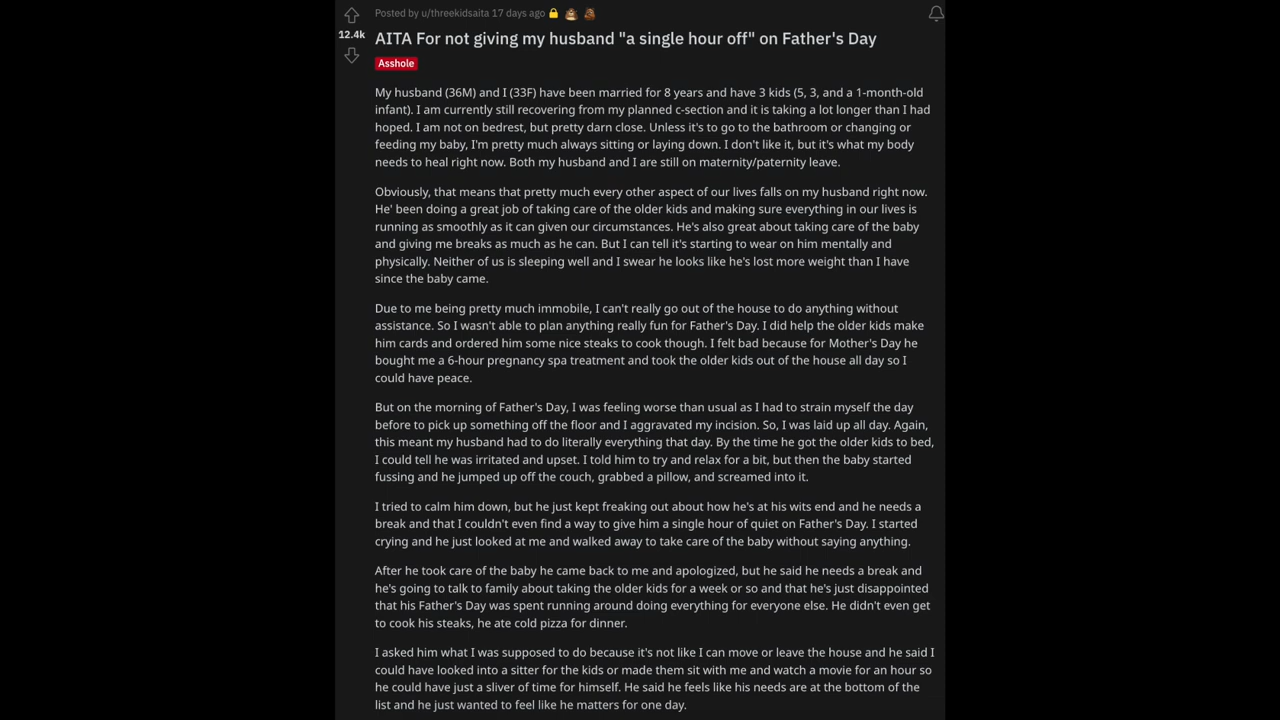 Posted by u/threekidsaita 17 days ago
12.4k
AITA For not giving my husband "a single hour off" on Father's Day
Asshole
My husband (36M) and I (33F) have been married for 8 years and have 3 kids (5, 3, and a 1-month-old
infant). I am currently still recovering from my planned c-section and it is taking a lot longer than I had
hoped. I am not on bedrest, but pretty darn close. Unless it's to go to the bathroom or changing or
feeding my baby, I'm pretty much always sitting or laying down. I don't like it, but it's what my body
needs to heal right now. Both my husband and I are still on maternity/paternity leave.
Obviously, that means that pretty much every other aspect of our lives falls on my husband right now.
He' been doing a great job of taking care of the older kids and making sure everything in our lives is
running as smoothly as it can given our circumstances. He's also great about taking care of the baby
and giving me breaks as much as he can. But I can tell it's starting to wear on him mentally and
physically. Neither of us is sleeping well and I swear he looks like he's lost more weight than I have
since the baby came.
Due to me being pretty much immobile, I can't really go out of the house to do anything without
assistance. So I wasn't able to plan anything really fun for Father's Day. I did help the older kids make
him cards and ordered him some nice steaks to cook though. I felt bad because for Mother's Day he
bought me a 6-hour pregnancy spa treatment and took the older kids out of the house all day so I
could have peace.
But on the morning of Father's Day, I was feeling worse than usual as I had to strain myself the day
before to pick up something off the floor and I aggravated my incision. So, I was laid up all day. Again,
this meant my husband had to do literally everything that day. By the time he got the older kids to bed,
I could tell he was irritated and upset. I told him to try and relax for a bit, but then the baby started
fussing and he jumped up off the couch, grabbed a pillow, and screamed into it.
I tried to calm him down, but he just kept freaking out about how he's at his wits end and he needs a
break and that I couldn't even find a way to give him a single hour of quiet on Father's Day. I started
crying and he just looked at me and walked away to take care of the baby without saying anything.
After he took care of the baby he came back to me and apologized, but he said he needs a break and
he's going to talk to family about taking the older kids for a week or so and that he's just disappointed
that his Father's Day was spent running around doing everything for everyone else. He didn't even get
to cook his steaks, he ate cold pizza for dinner.
I asked him what I was supposed to do because it's not like I can move or leave the house and he said I
could have looked into a sitter for the kids or made them sit with me and watch a movie for an hour so
he could have just a sliver of time for himself. He said he feels like his needs are at the bottom of the
list and he just wanted to feel like he matters for one day.